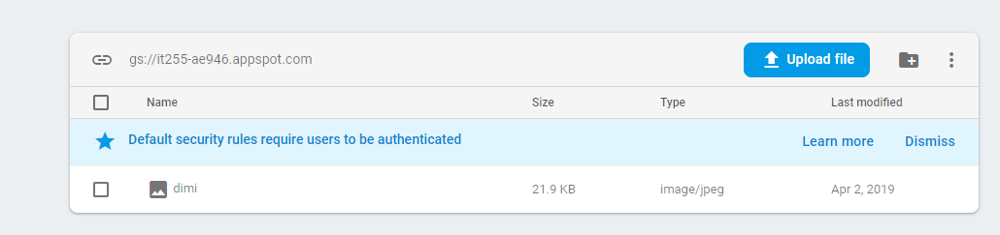 gs://it255-ae946.appspot.com Upload file
Name Size Type Last modified
Default security rules require users to be authenticated Learn more Dismiss
dimi 21.9 KB image/jpeg Apr 2, 2019